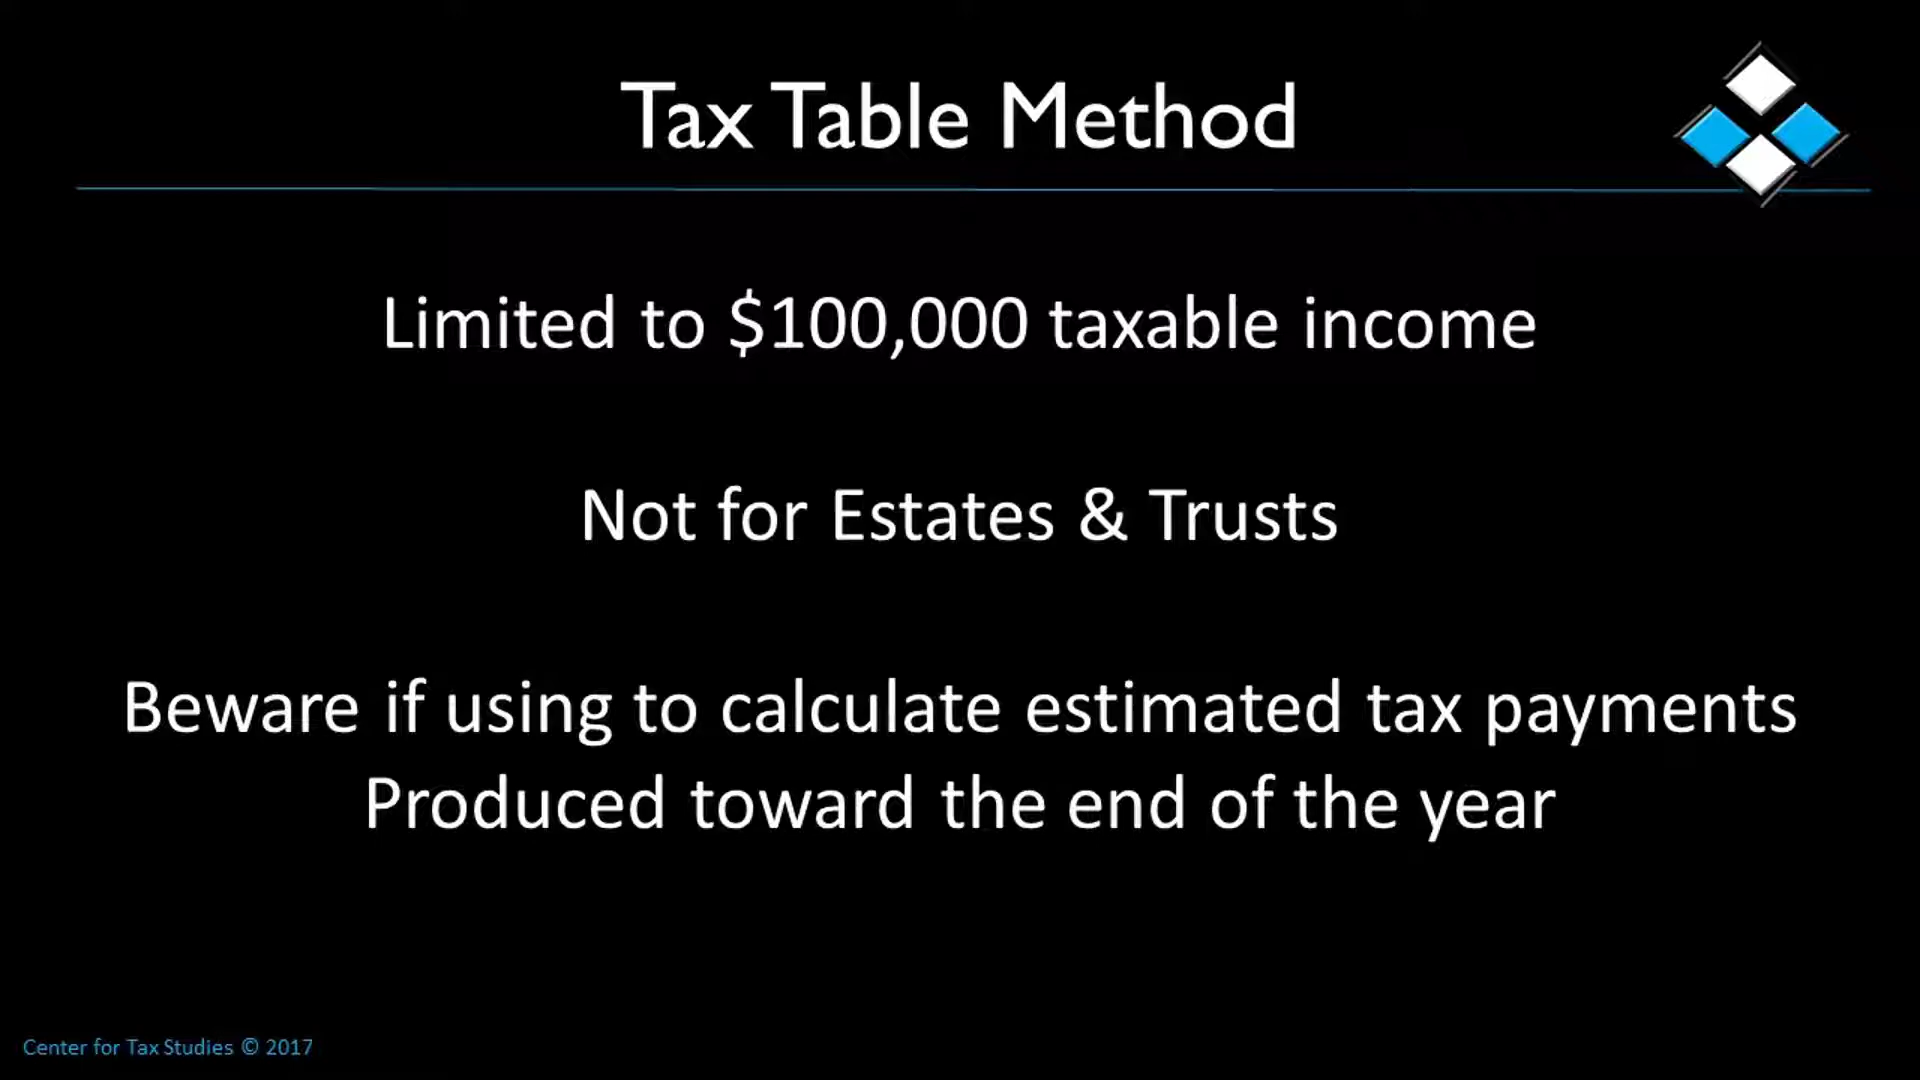 Tax Table Method
Limited to $100,000 taxable income
Not for Estates & Trusts
Beware if using to calculate estimated tax payments
Produced toward the end of the year
Center for Tax Studies © 2017